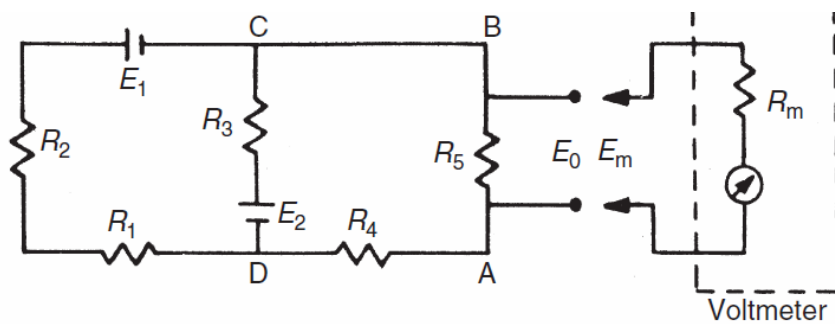 C B
E1
R2 R3 Rm
R5 E0 Em
R1 E2 R4
D A
Voltmeter